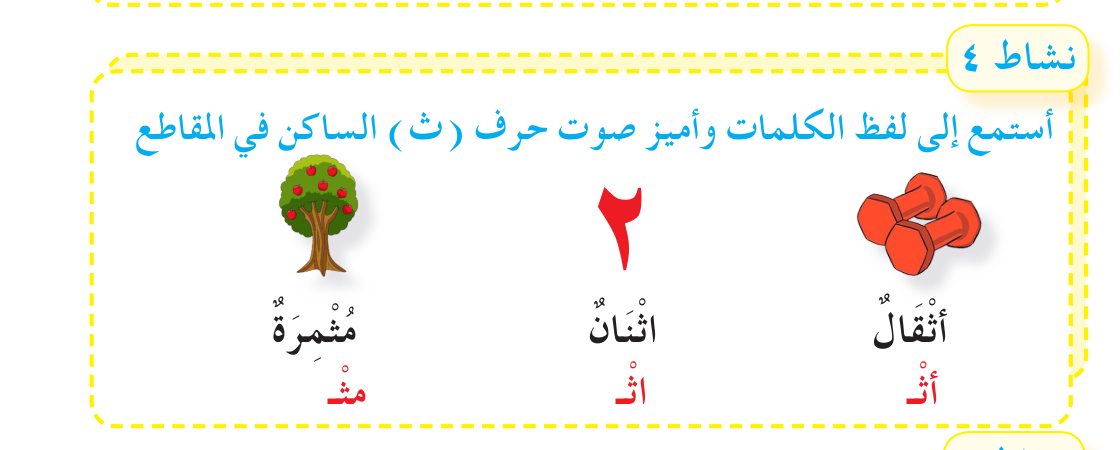 نشاط ٤
أستمع إلى لفظ الكلمات وأميز صوت حرف (ث) الساكن في المقاطع
٢
أثْقَالٌ اثْنَانٌ مُثْمِرَةٌ
أثْـ اثْـ مثْـ